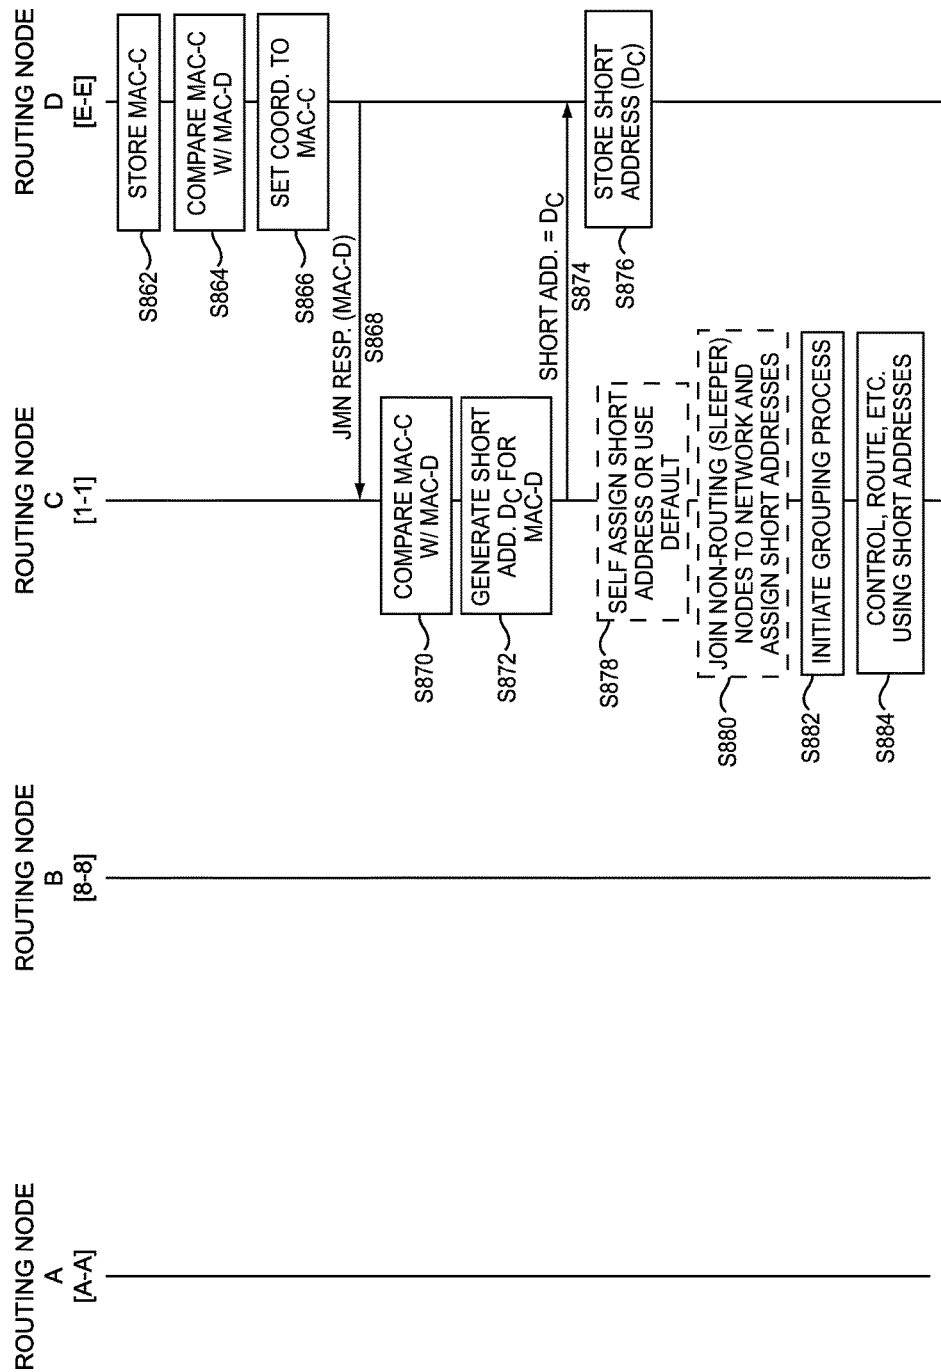 ROUTING NODE
A
[A-A]
ROUTING NODE
B
[8-8]
ROUTING NODE
C
[1-1]
ROUTING NODE
D
[E-E]
STORE MAC-C
S862
COMPARE MAC-C
W/ MAC-D
S864
SET COORD. TO
MAC-C
S866
JMN RESP. (MAC-D)
S868
COMPARE MAC-C
W/ MAC-D
S870
GENERATE SHORT
ADD. DC FOR
MAC-D
S872
SHORT ADD. = DC
S874
STORE SHORT
ADDRESS (DC)
S876
SELF ASSIGN SHORT
ADDRESS OR USE
DEFAULT
S878
JOIN NON-ROUTING (SLEEPER)
NODES TO NETWORK AND
ASSIGN SHORT ADDRESSES
S880
INITIATE GROUPING PROCESS
S882
CONTROL, ROUTE, ETC.
USING SHORT ADDRESSES
S884